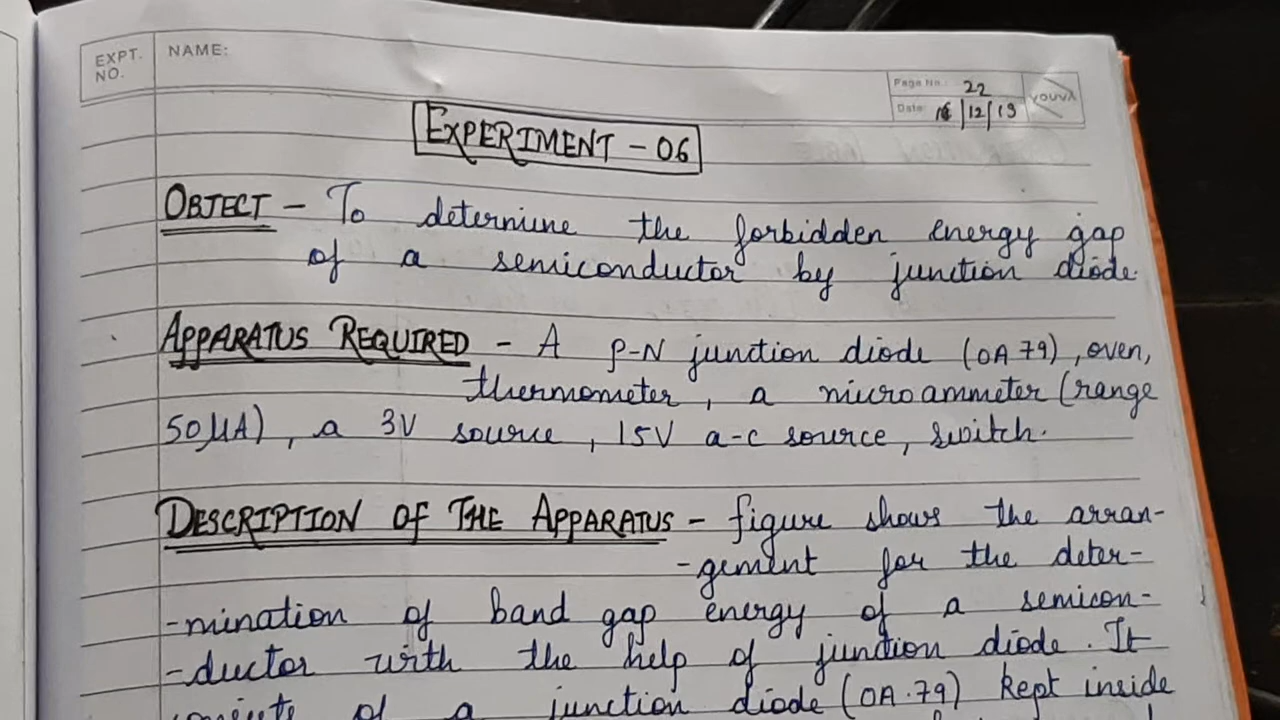 EXPT. NO.
NAME:
Page No.: 22
Date: 16/12/19
YOUVA
EXPERIMENT - 06
OBJECT - To determine the forbidden energy gap
of a semiconductor by junction diode
APPARATUS REQUIRED - A P-N junction diode (OA 79), oven,
thermometer, a microammeter (range
50μA), a 3V source, 15V a-c source, switch.
DESCRIPTION OF THE APPARATUS - figure shows the arran-
-gement for the deter-
-mination of band gap energy of a semicon-
-ductor with the help of junction diode. It
consists of a junction diode (OA.79) kept inside